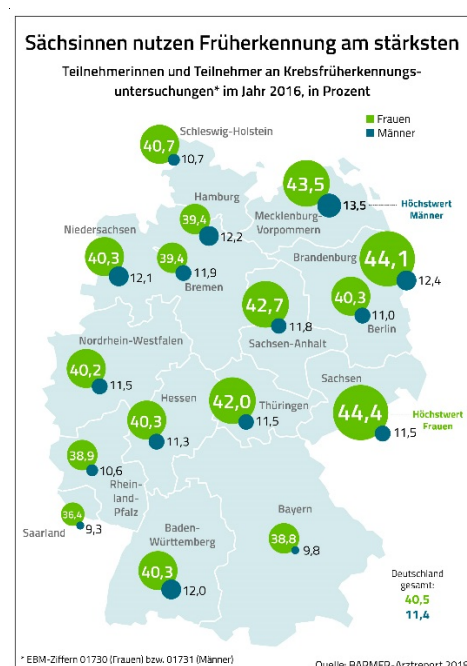 Sächsinnen nutzen Früherkennung am stärksten
Teilnehmerinnen und Teilnehmer an Krebsfrüherkennungs-
untersuchungen* im Jahr 2016, in Prozent
Frauen
Männer
Schleswig-Holstein
40,7
10,7
Hamburg
39,4
12,2
Mecklenburg-
Vorpommern
43,5
13,5
Höchstwert
Männer
Niedersachsen
40,3
12,1
39,4
11,9
Bremen
Brandenburg
44,1
12,4
40,3
11,0
Berlin
42,7
11,8
Sachsen-Anhalt
Nordrhein-Westfalen
40,2
11,5
Hessen
40,3
11,3
42,0
Thüringen
11,5
Sachsen
44,4
11,5
Höchstwert
Frauen
38,9
10,6
Rhein-
land-
Pfalz
36,4
9,3
Saarland
Baden-
Württemberg
40,3
12,0
Bayern
38,8
9,8
Deutschland
gesamt:
40,5
11,4
* EBM-Ziffern 01730 (Frauen) bzw. 01731 (Männer)
Quelle: BARMER-Arztreport 2018